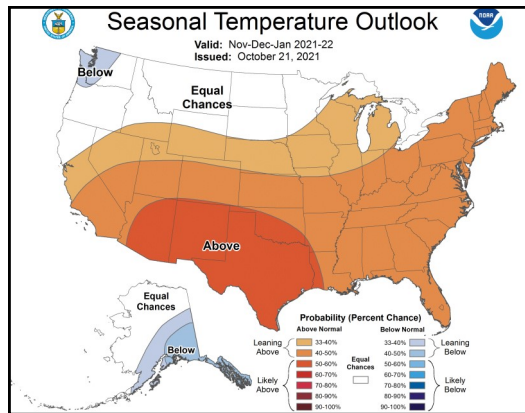 Seasonal Temperature Outlook
NOAA
Valid: Nov-Dec-Jan 2021-22
Issued: October 21, 2021
Below
Equal
Chances
Above
Equal
Chances
Below
Probability (Percent Chance)
Above Normal
Below Normal
Leaning
Above
33-40%
40-50%
Likely
Above
50-60%
60-70%
70-80%
80-90%
90-100%
Equal
Chances
33-40%
40-50%
Leaning
Below
50-60%
60-70%
70-80%
80-90%
90-100%
Likely
Below